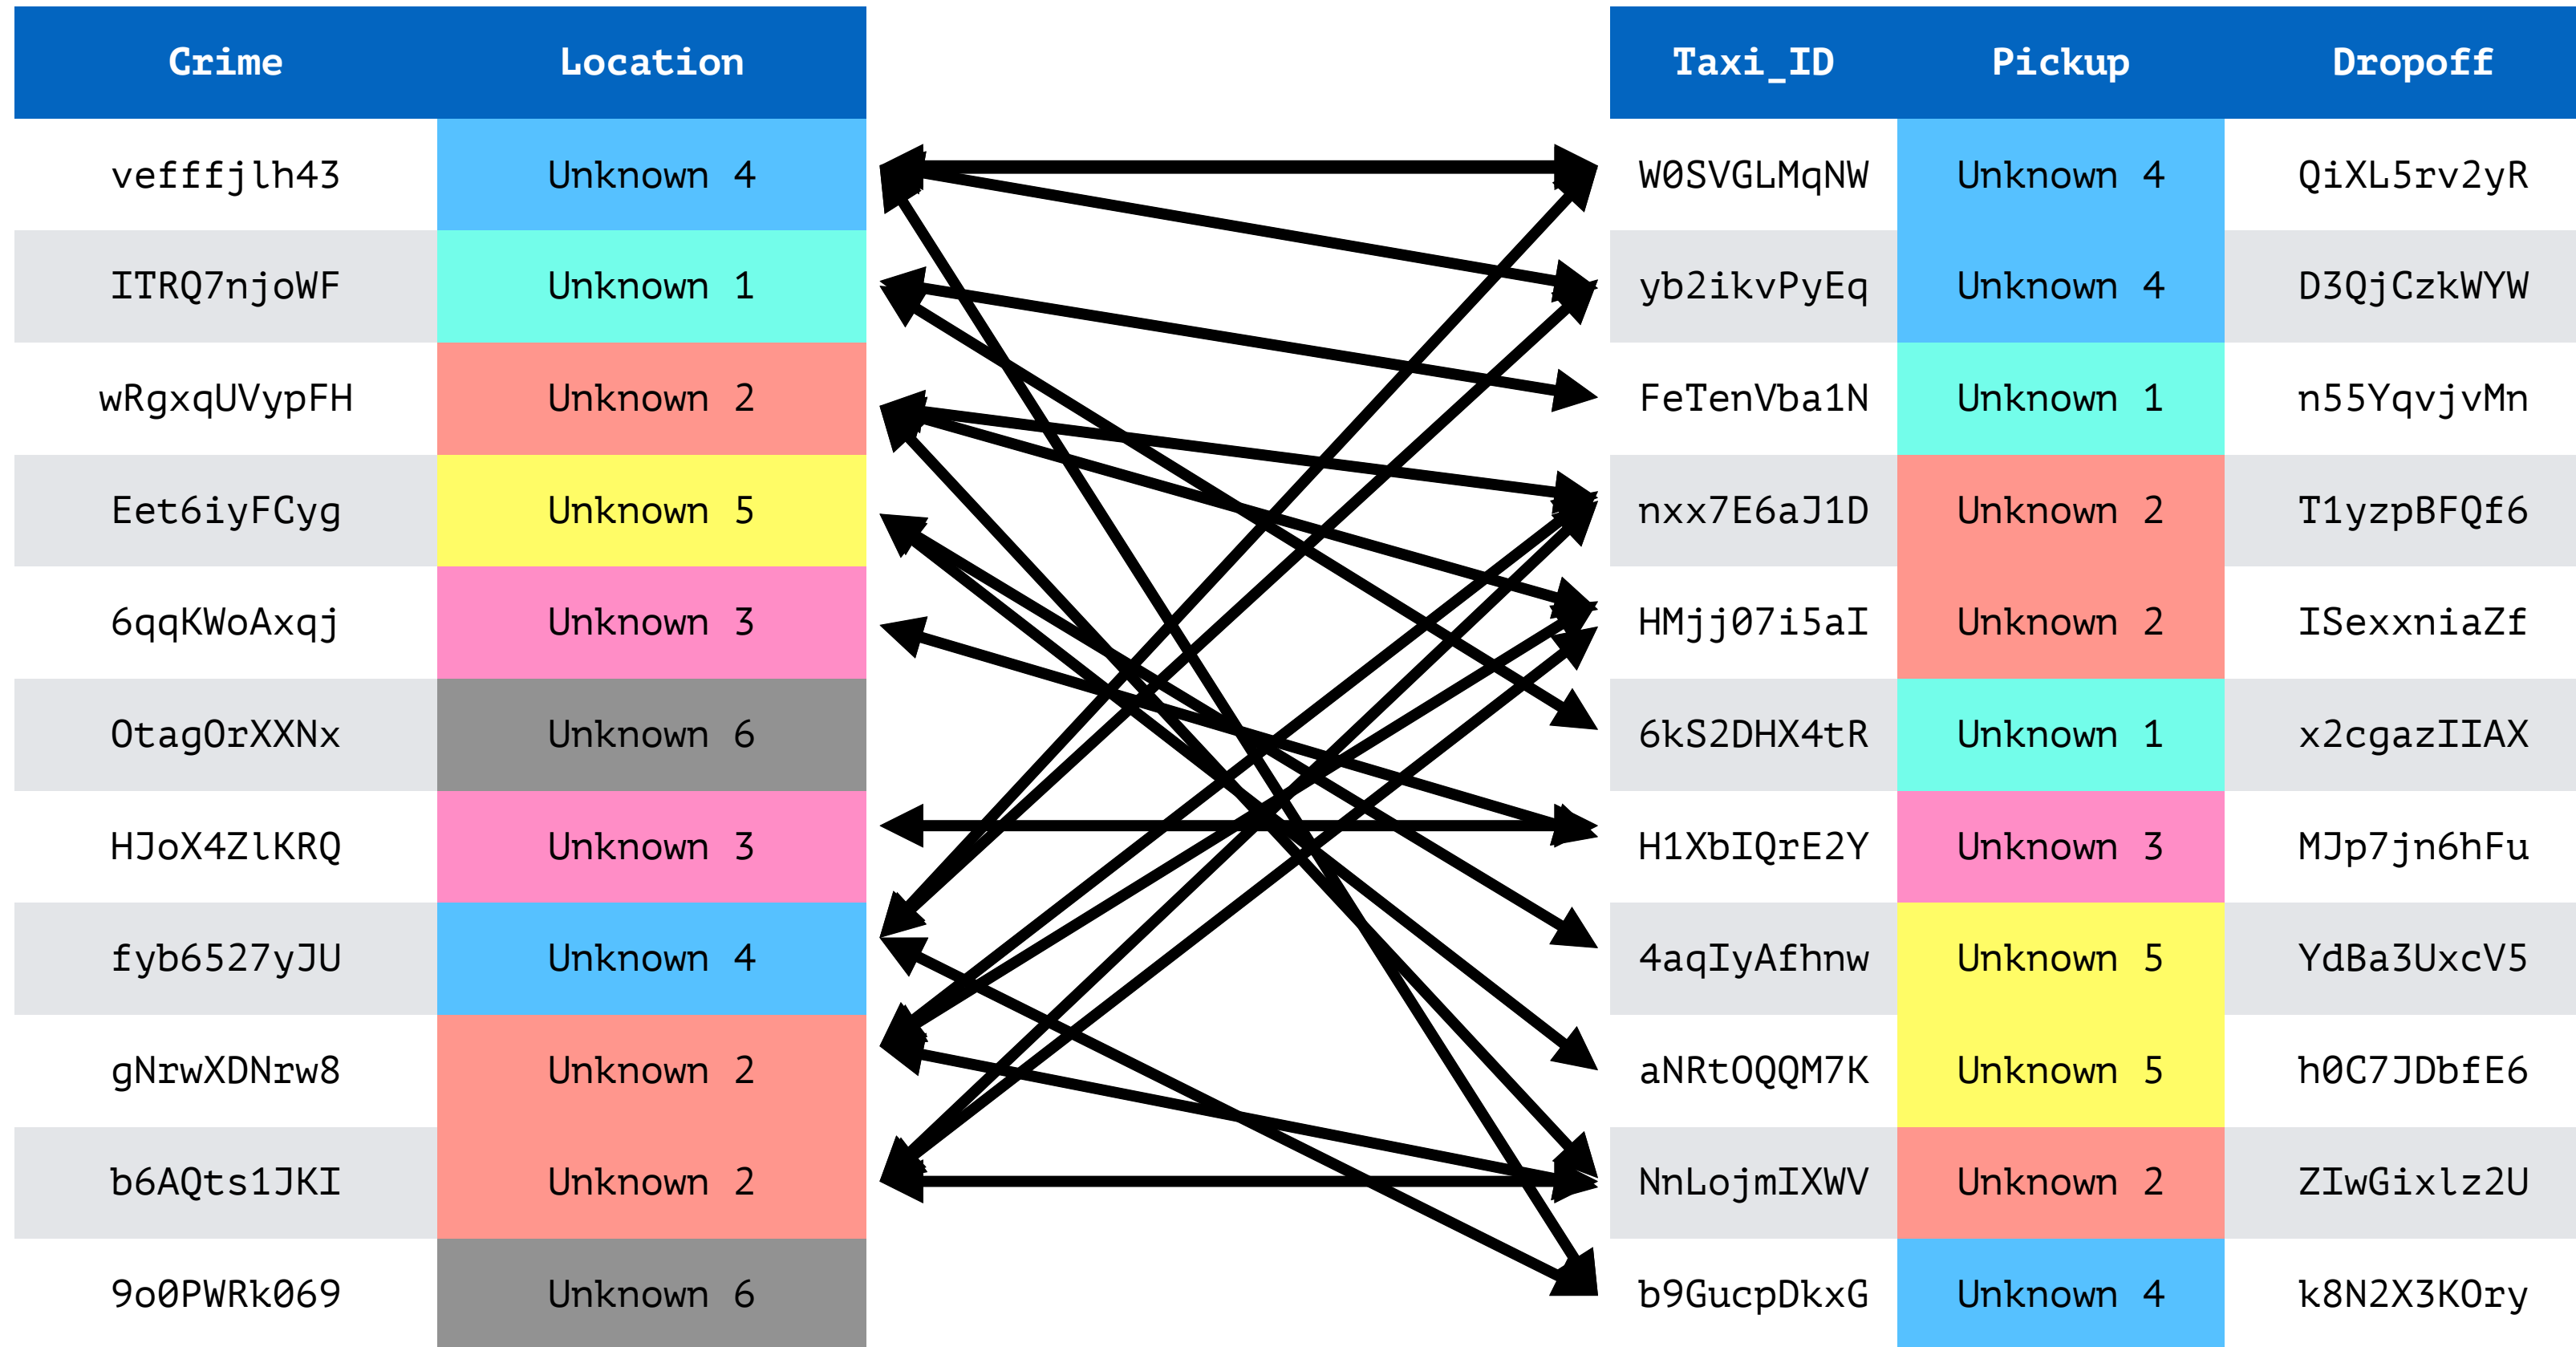 Crime Location Taxi_ID Pickup Dropoff
vefffjlh43 Unknown 4 W0SVGLMqNW Unknown 4 QiXL5rv2yR
ITRQ7njoWF Unknown 1 yb2ikvPyEq Unknown 4 D3QjCzkWYW
wRgxqUVypFH Unknown 2 FeTenVba1N Unknown 1 n55YqvjvMn
Eet6iyFCyg Unknown 5 nxx7E6aJ1D Unknown 2 T1yzpBFQf6
6qqKWoAxqj Unknown 3 HMjj07i5aI Unknown 2 ISexxniaZf
OtagOrXXNx Unknown 6 6kS2DHX4tR Unknown 1 x2cgazIIAX
HJoX4ZlKRQ Unknown 3 H1XbIQrE2Y Unknown 3 MJp7jn6hFu
fyb6527yJU Unknown 4 4aqIyAfhnw Unknown 5 YdBa3UxcV5
gNrwXDNrw8 Unknown 2 aNRtOQQM7K Unknown 5 h0C7JDbfE6
b6AQts1JKI Unknown 2 NnLojmIXWV Unknown 2 ZIwGixlz2U
9o0PWRk069 Unknown 6 b9GucpDkxG Unknown 4 k8N2X3KOry